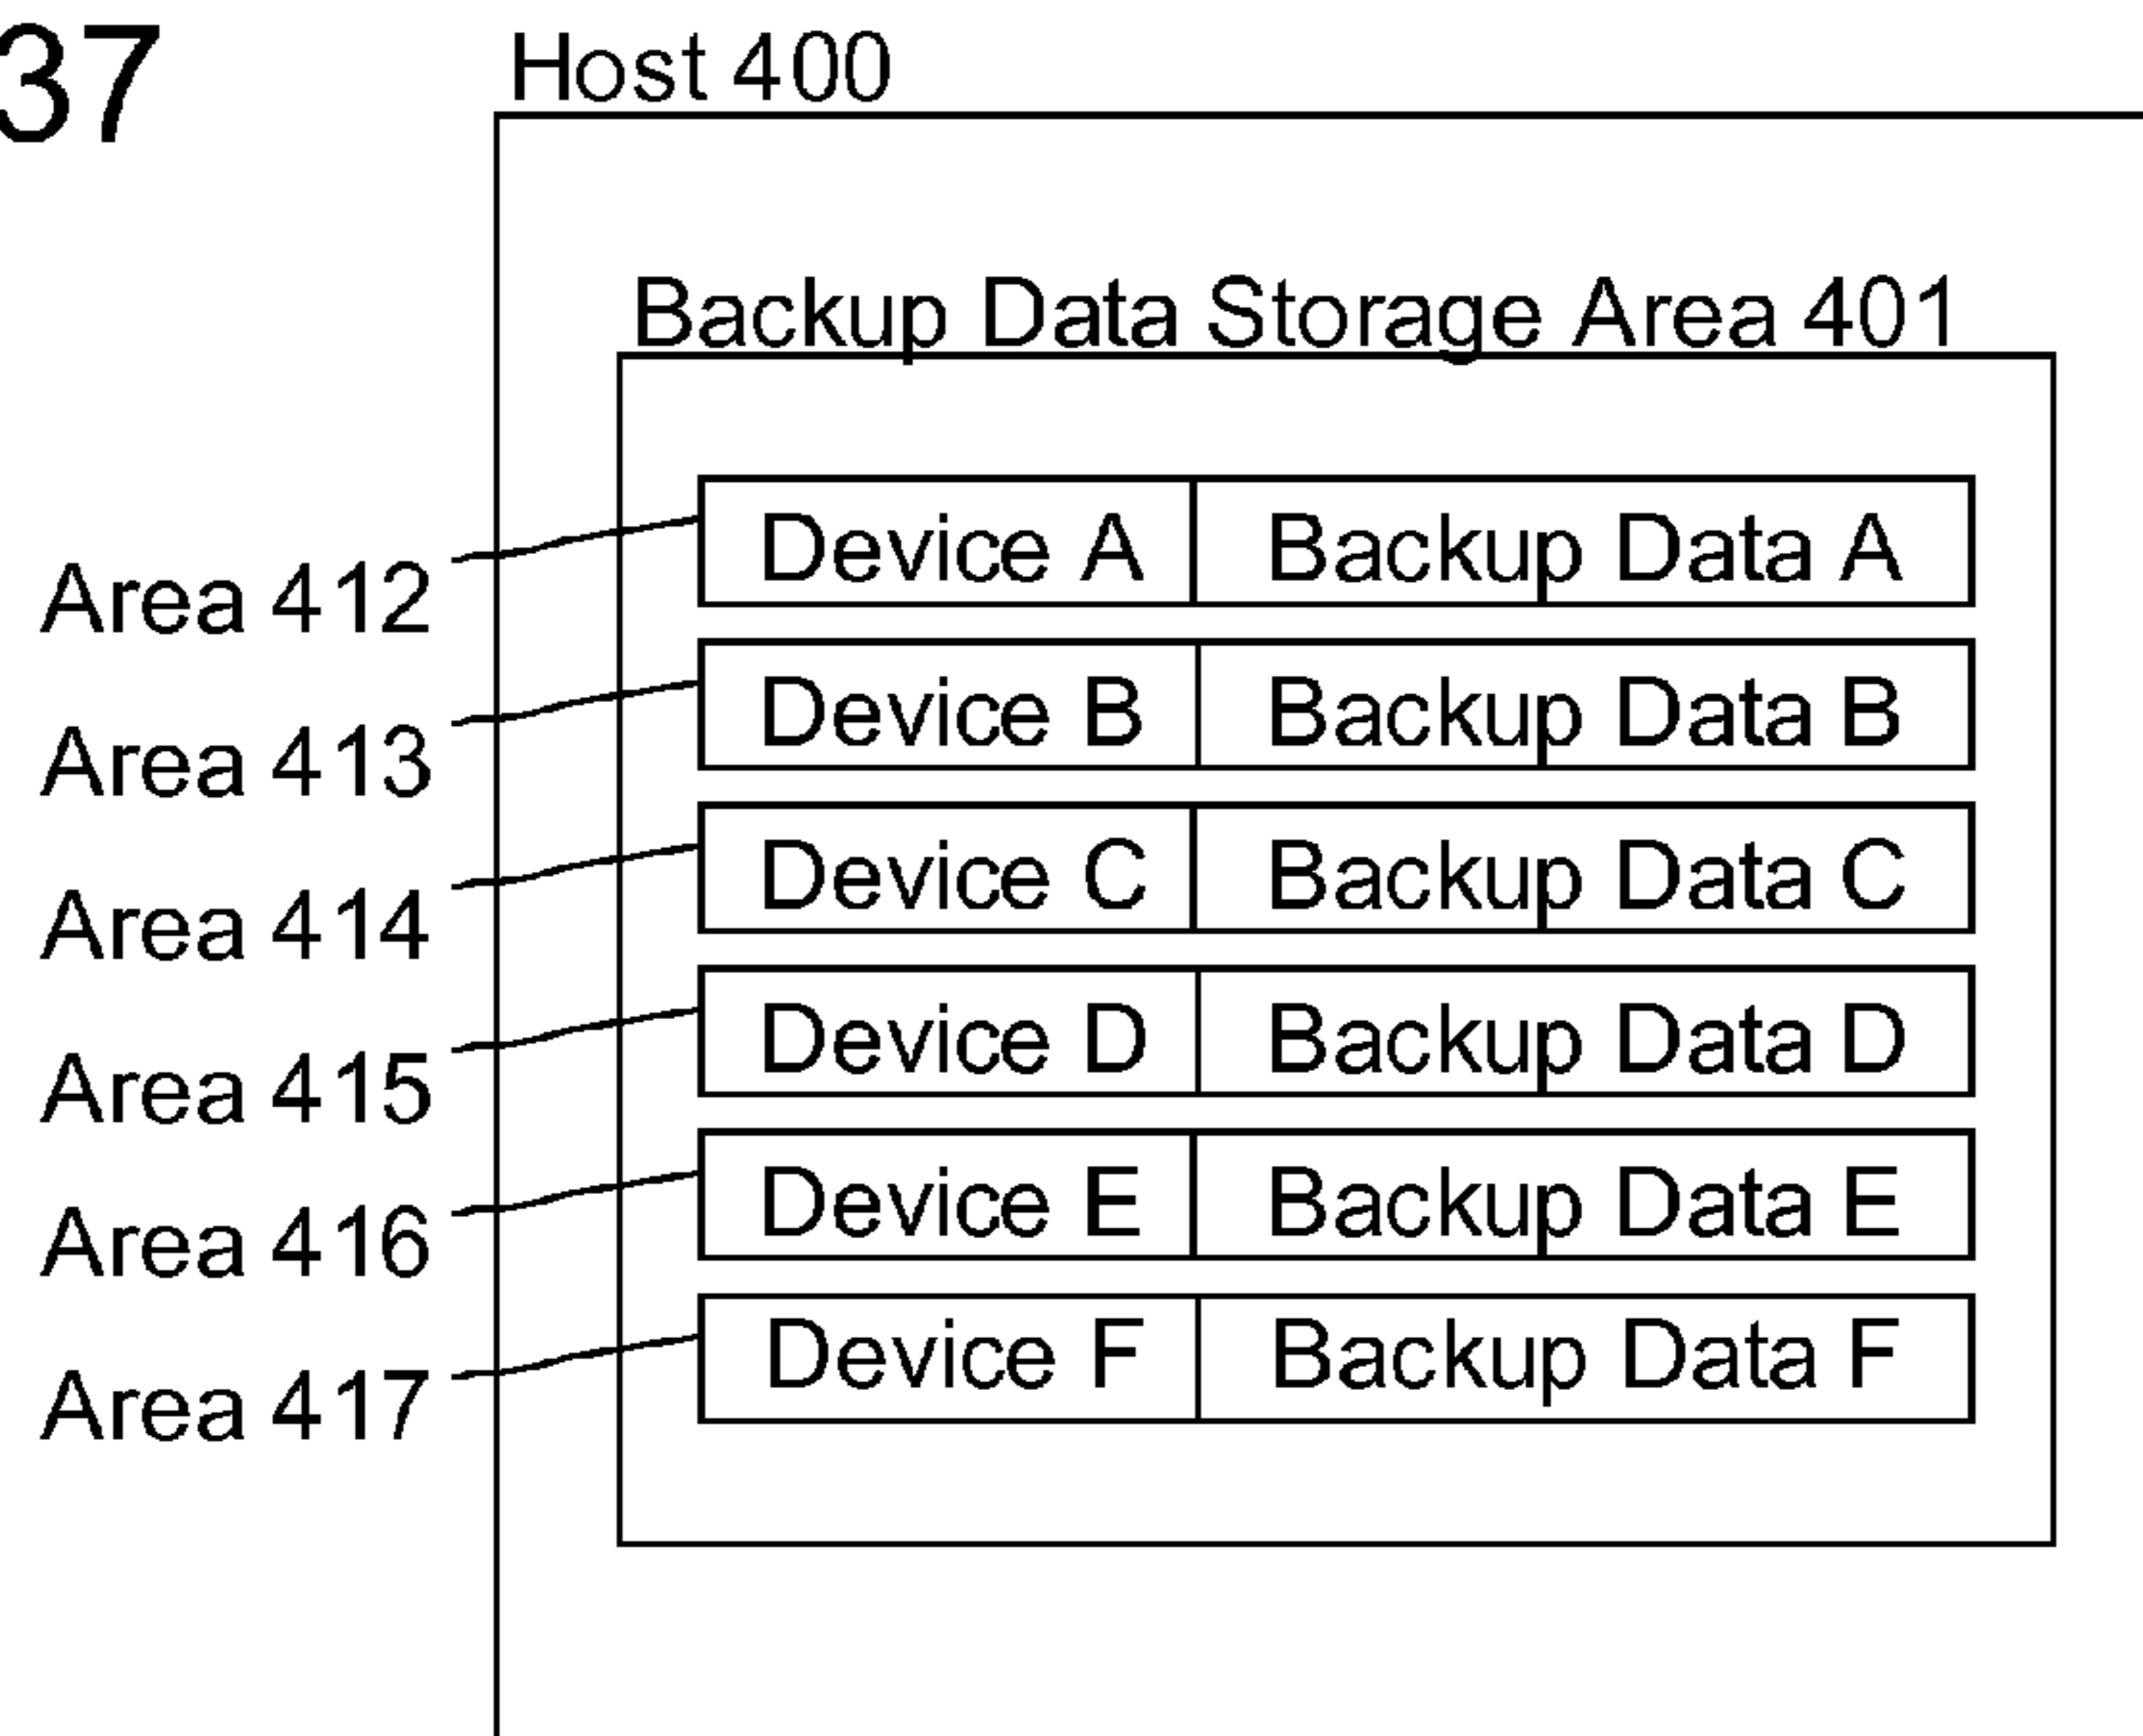 37
Host 400
Backup Data Storage Area 401
Area 412 Device A Backup Data A
Area 413 Device B Backup Data B
Area 414 Device C Backup Data C
Area 415 Device D Backup Data D
Area 416 Device E Backup Data E
Area 417 Device F Backup Data F